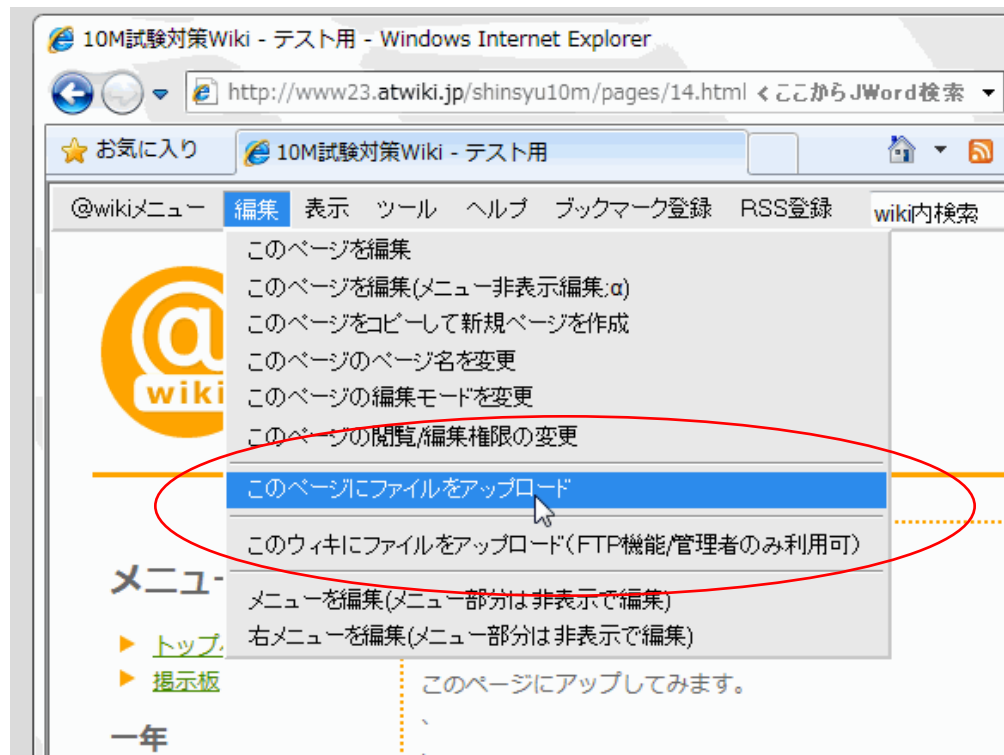 10M試験対策Wiki - テスト用 - Windows Internet Explorer
http://www23.atwiki.jp/shinsyu10m/pages/14.html くここからJWord検索
お気に入り 10M試験対策Wiki - テスト用
@wikiメニュー 編集 表示 ツール ヘルプ ブックマーク登録 RSS登録 wiki内検索
このページを編集
このページを編集(メニュー非表示編集;α)
このページをコピーして新規ページを作成
このページのページ名を変更
このページの編集モードを変更
このページの閲覧/編集権限の変更
このページにファイルをアップロード
このウィキにファイルをアップロード(FTP機能/管理者のみ利用可)
メニューを編集(メニュー部分は非表示で編集)
右メニューを編集(メニュー部分は非表示で編集)
@
wiki
メニュー
トップ
掲示板
一年
このページにアップしてみます。
、